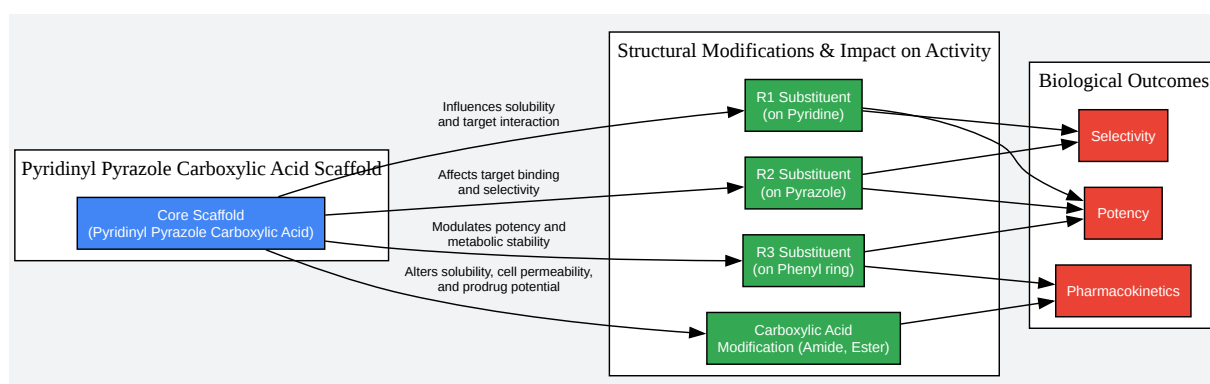 Pyridinyl Pyrazole Carboxylic Acid Scaffold
Core Scaffold
(Pyridinyl Pyrazole Carboxylic Acid)
Influences solubility
and target interaction
Affects target binding
and selectivity
Modulates potency and
metabolic stability
Alters solubility, cell permeability,
and prodrug potential
Structural Modifications & Impact on Activity
R1 Substituent
(on Pyridine)
R2 Substituent
(on Pyrazole)
R3 Substituent
(on Phenyl ring)
Carboxylic Acid
Modification (Amide, Ester)
Biological Outcomes
Selectivity
Potency
Pharmacokinetics